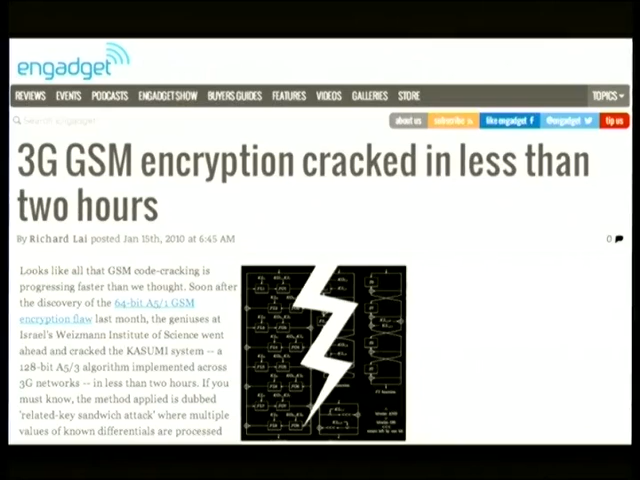 engadget
REVIEWS EVENTS PODCASTS ENGADGET SHOW BUYERS GUIDES FEATURES VIDEOS GALLERIES STORE TOPICS
about us subscribe like engadget f @engadget tip us
3G GSM encryption cracked in less than
two hours
By Richard Lai posted Jan 15th, 2010 at 6:45 AM
0
Looks like all that GSM code-cracking is
progressing faster than we thought. Soon after
the discovery of the 64-bit A5/1 GSM
encryption flaw last month, the geniuses at
Israel's Weizmann Institute of Science went
ahead and cracked the KASUMI system -- a
128-bit A5/3 algorithm implemented across
3G networks -- in less than two hours. If you
must know, the method applied is dubbed
'related-key sandwich attack' where multiple
values of known differentials are processed